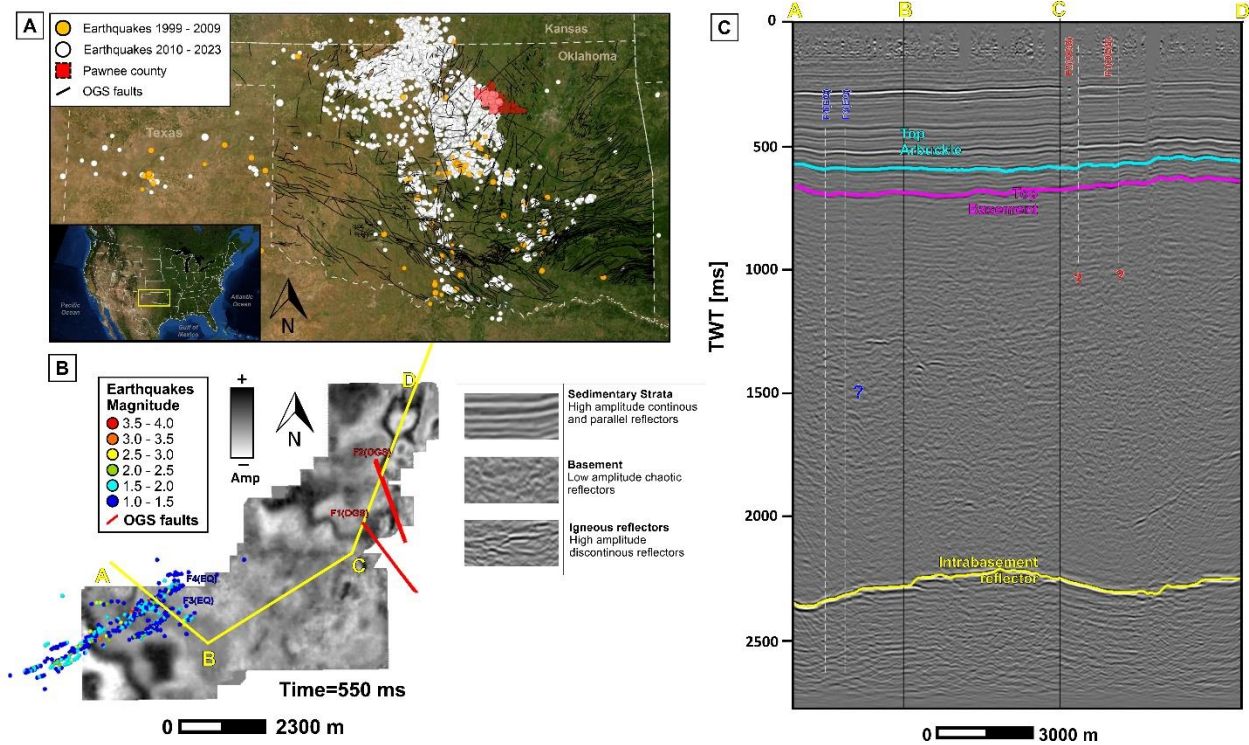 A
Earthquakes 1999 - 2009
Earthquakes 2010 - 2023
Pawnee county
OGS faults
Kansas
Oklahoma
Texas
Pacific
Ocean
Atlantic
Ocean
Gulf of
Mexico
N
B
Earthquakes
Magnitude
3.5 - 4.0
3.0 - 3.5
2.5 - 3.0
2.0 - 2.5
1.5 - 2.0
1.0 - 1.5
OGS faults
+
−
Amp
N
D
F2(OGS)
F1(OGS)
C
A
F4(EQ)
F3(EQ)
B
Time=550 ms
0 2300 m
Sedimentary Strata
High amplitude continous
and parallel reflectors
Basement
Low amplitude chaotic
reflectors
Igneous reflectors
High amplitude
discontinous reflectors
C
A B C D
0
500
1000
1500
2000
2500
TWT [ms]
Top
Arbuckle
Top
Basement
?
? ?
Intrabasement
reflector
0 3000 m